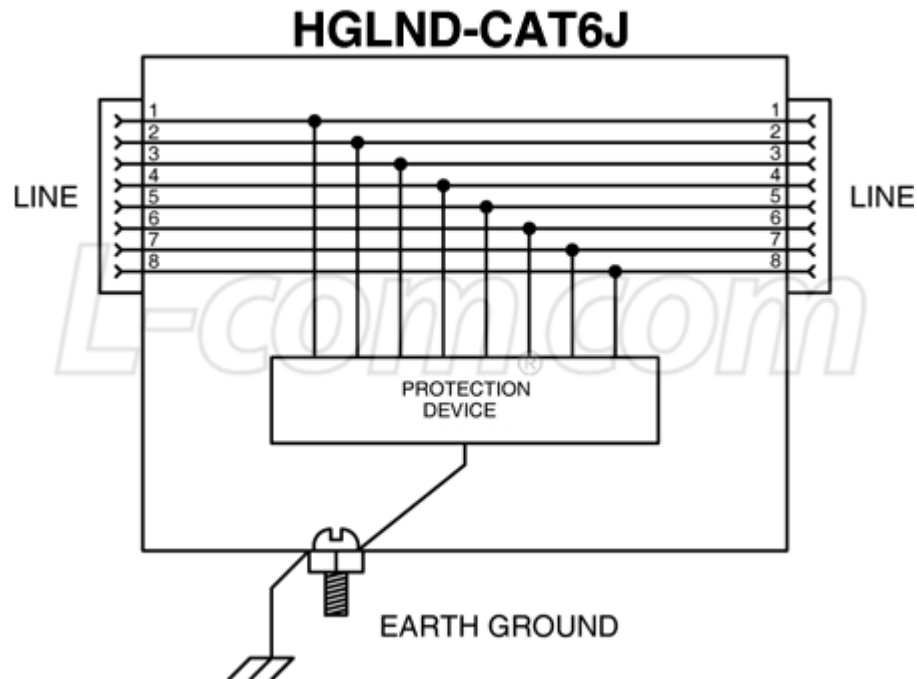 HGLND-CAT6J
1 1
2 2
3 3
4 4
5 5
6 6
7 7
8 8
LINE LINE
L-com.com®
PROTECTION
DEVICE
EARTH GROUND